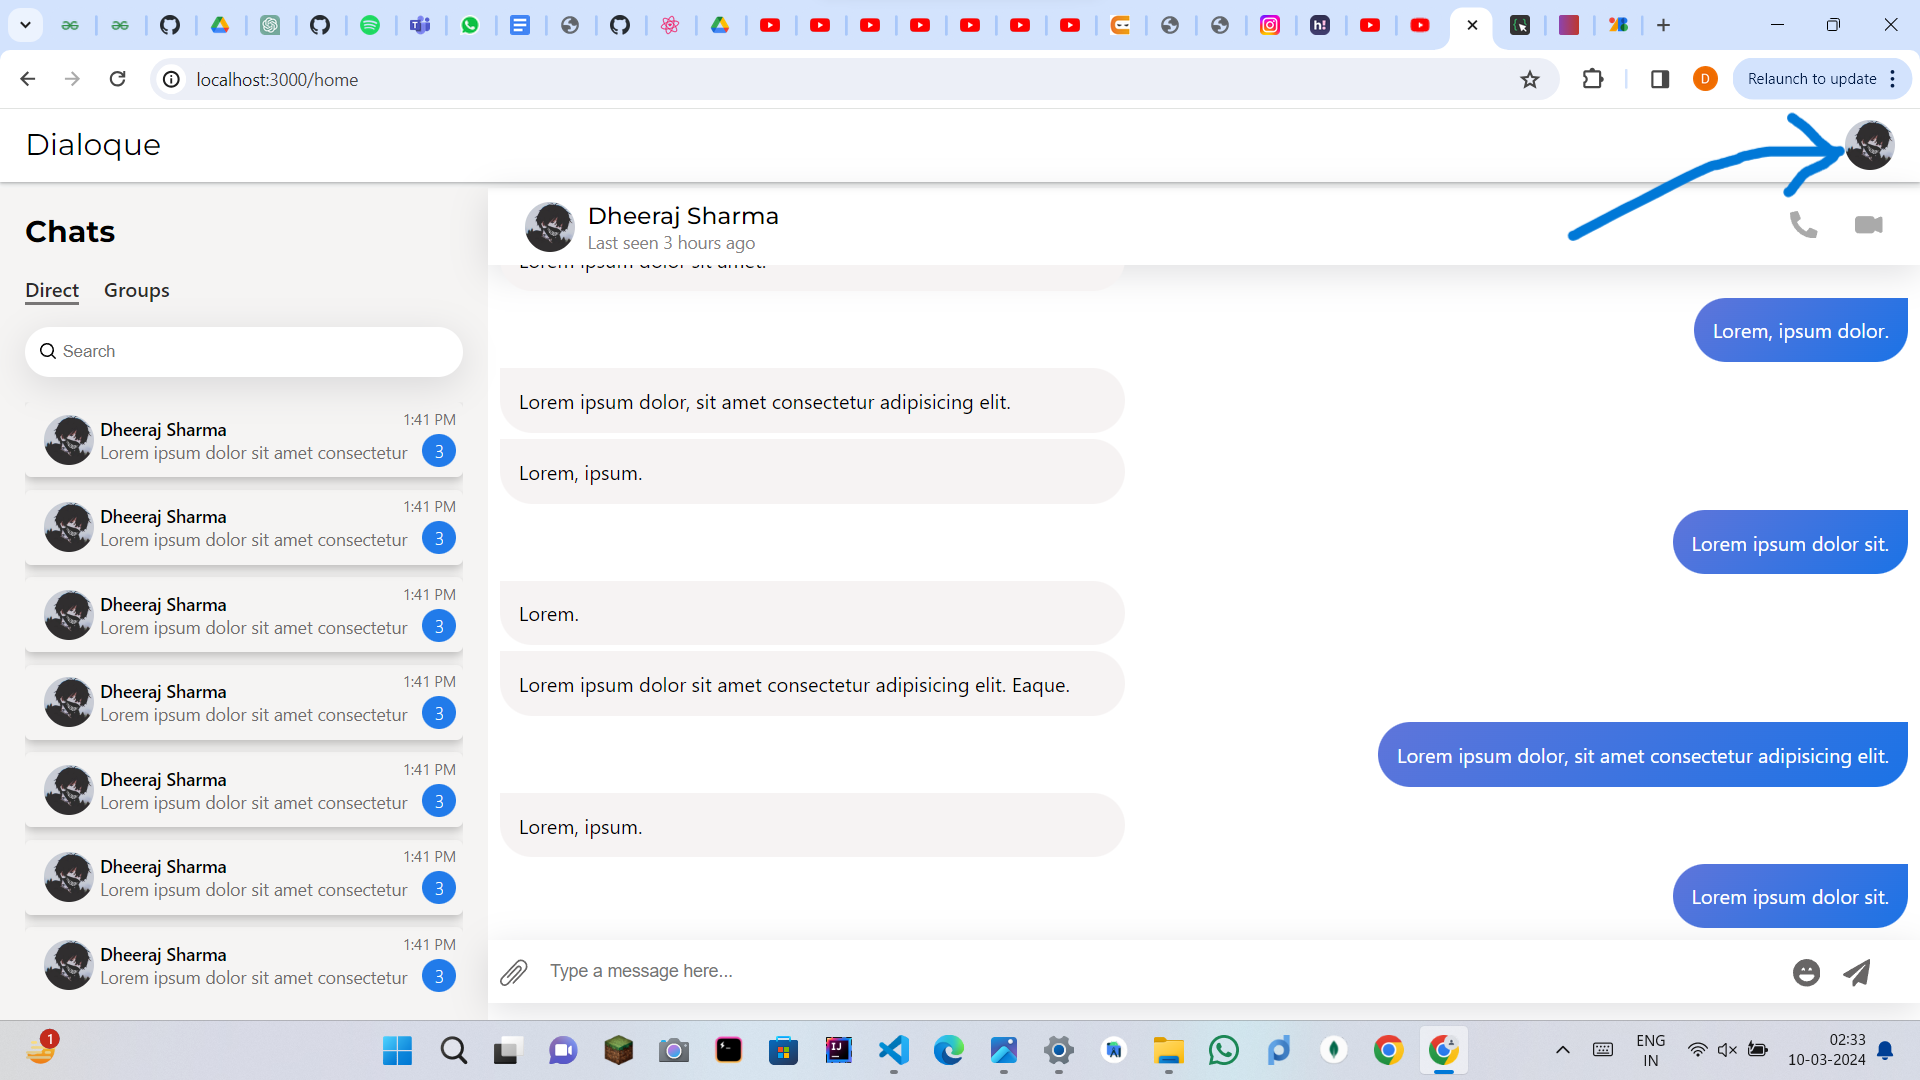 localhost:3000/home
D
Relaunch to update
Dialoque
Chats
Direct Groups
Search
Dheeraj Sharma 1:41 PM
Lorem ipsum dolor sit amet consectetur 3
Dheeraj Sharma 1:41 PM
Lorem ipsum dolor sit amet consectetur 3
Dheeraj Sharma 1:41 PM
Lorem ipsum dolor sit amet consectetur 3
Dheeraj Sharma 1:41 PM
Lorem ipsum dolor sit amet consectetur 3
Dheeraj Sharma 1:41 PM
Lorem ipsum dolor sit amet consectetur 3
Dheeraj Sharma 1:41 PM
Lorem ipsum dolor sit amet consectetur 3
Dheeraj Sharma 1:41 PM
Lorem ipsum dolor sit amet consectetur 3
Dheeraj Sharma
Last seen 3 hours ago
Lorem ipsum dolor sit amet.
Lorem, ipsum dolor.
Lorem ipsum dolor, sit amet consectetur adipisicing elit.
Lorem, ipsum.
Lorem ipsum dolor sit.
Lorem.
Lorem ipsum dolor sit amet consectetur adipisicing elit. Eaque.
Lorem ipsum dolor, sit amet consectetur adipisicing elit.
Lorem, ipsum.
Lorem ipsum dolor sit.
Type a message here...
1
ENG
IN
02:33
10-03-2024